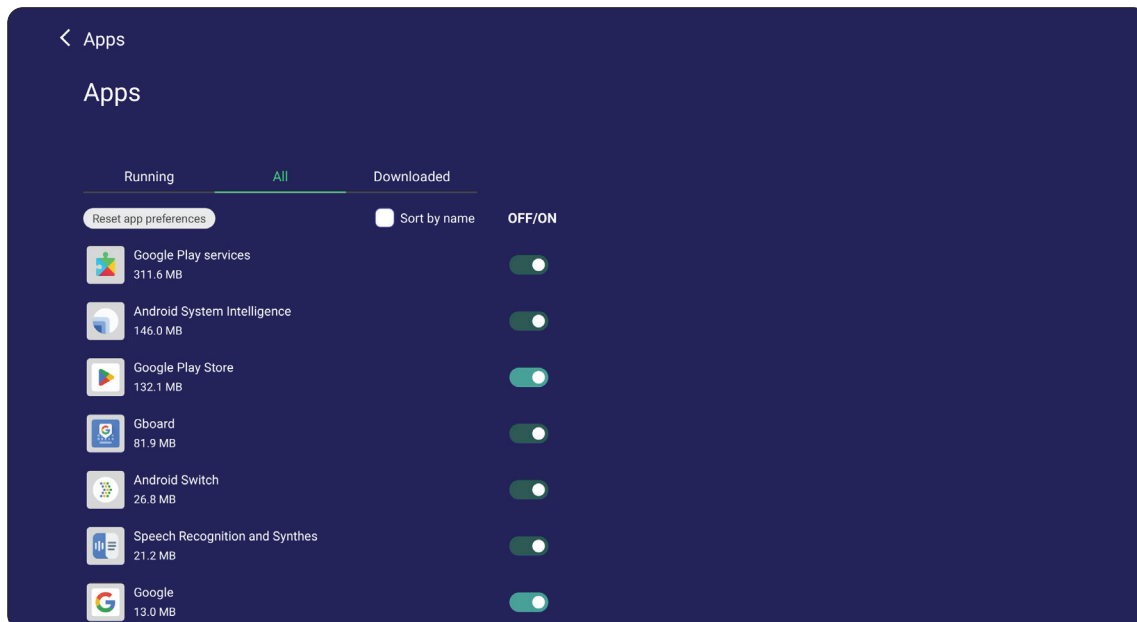 Apps
Apps
Running All Downloaded
Reset app preferences Sort by name OFF/ON
Google Play services
311.6 MB
Android System Intelligence
146.0 MB
Google Play Store
132.1 MB
Gboard
81.9 MB
Android Switch
26.8 MB
Speech Recognition and Synthes
21.2 MB
Google
13.0 MB